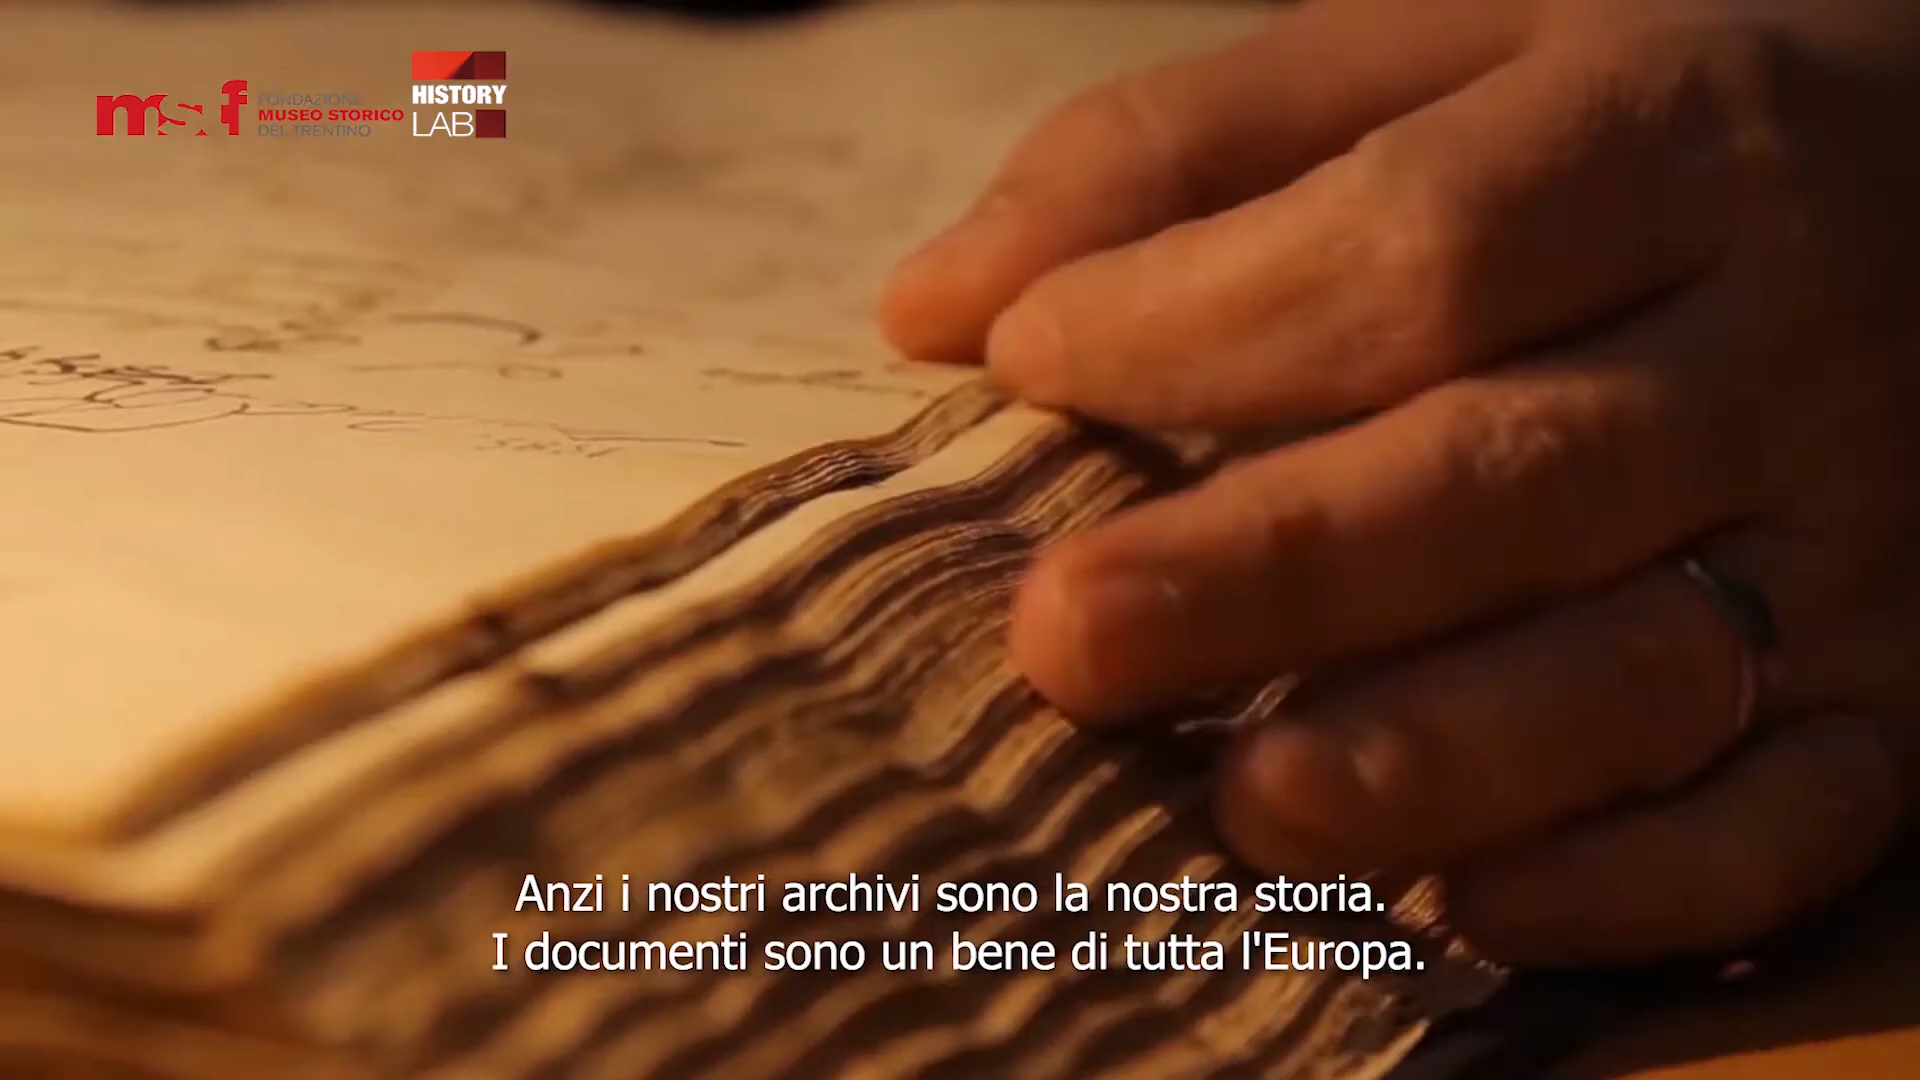 msf
FONDAZIONE
MUSEO STORICO
DEL TRENTINO
HISTORY
LAB
Anzi i nostri archivi sono la nostra storia.
I documenti sono un bene di tutta l'Europa.